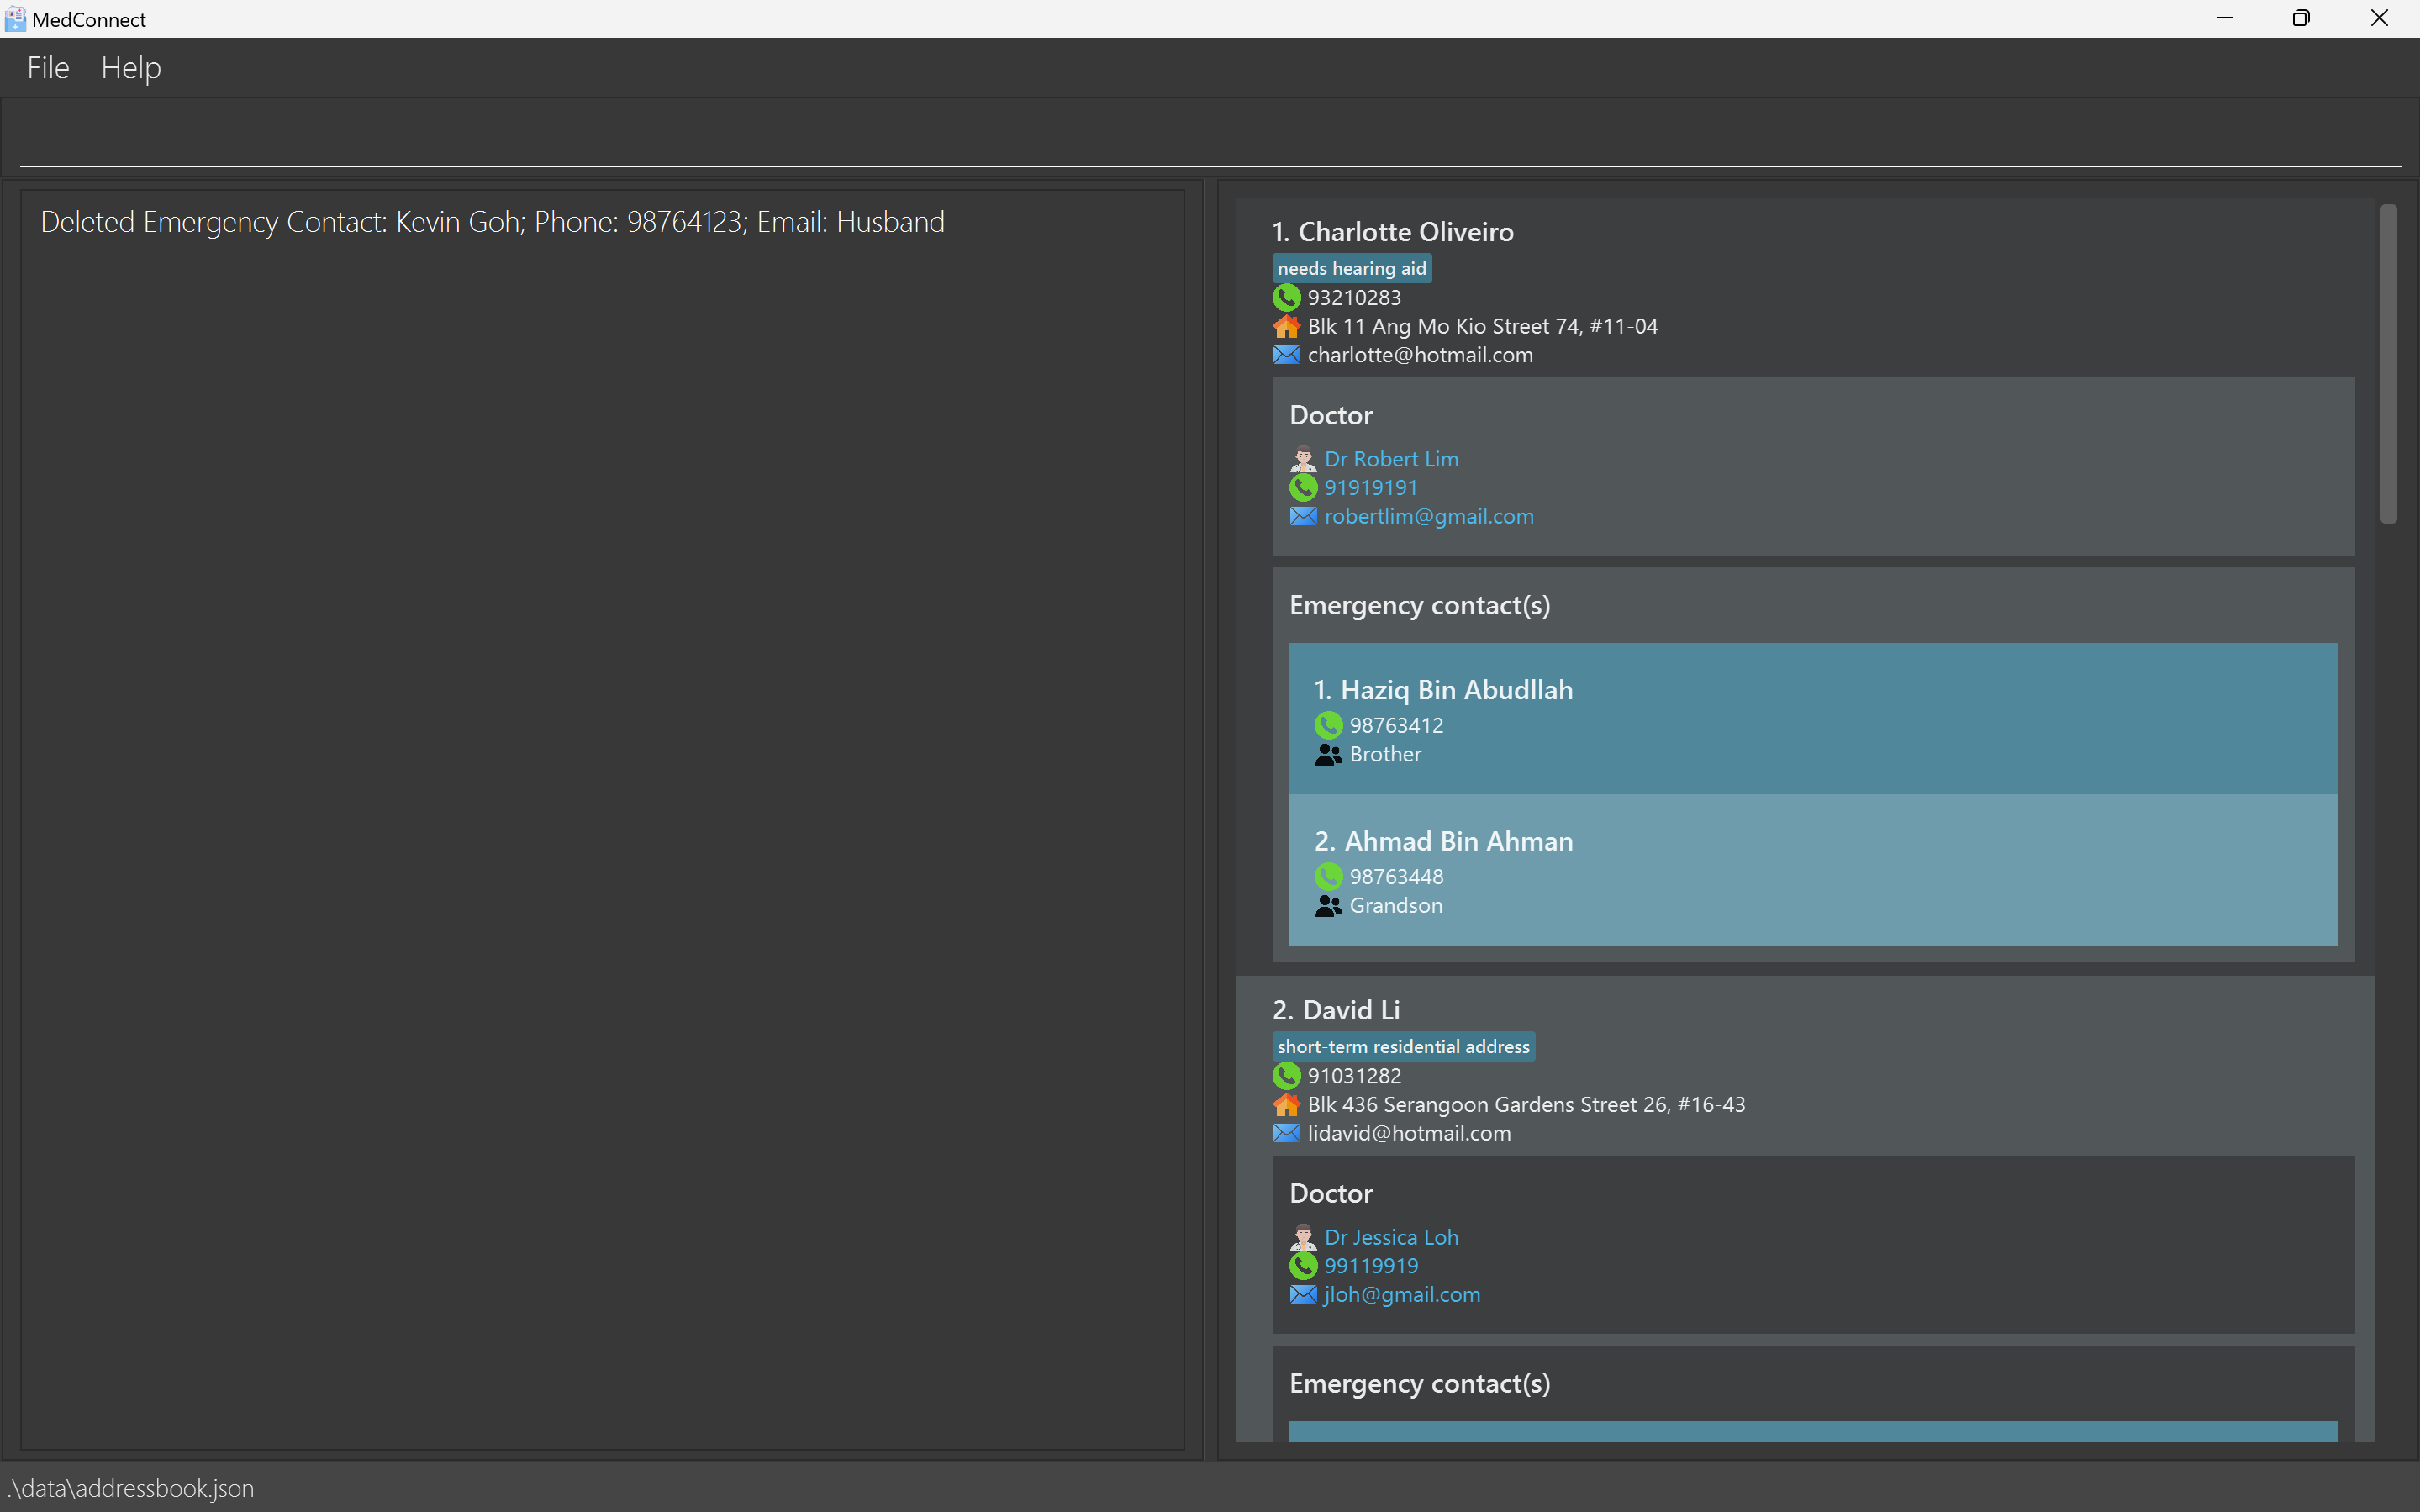 MedConnect
File Help
Deleted Emergency Contact: Kevin Goh; Phone: 98764123; Email: Husband
1. Charlotte Oliveiro
needs hearing aid
93210283
Blk 11 Ang Mo Kio Street 74, #11-04
charlotte@hotmail.com
Doctor
Dr Robert Lim
91919191
robertlim@gmail.com
Emergency contact(s)
1. Haziq Bin Abudllah
98763412
Brother
2. Ahmad Bin Ahman
98763448
Grandson
2. David Li
short-term residential address
91031282
Blk 436 Serangoon Gardens Street 26, #16-43
lidavid@hotmail.com
Doctor
Dr Jessica Loh
99119919
jloh@gmail.com
Emergency contact(s)
.\data\addressbook.json